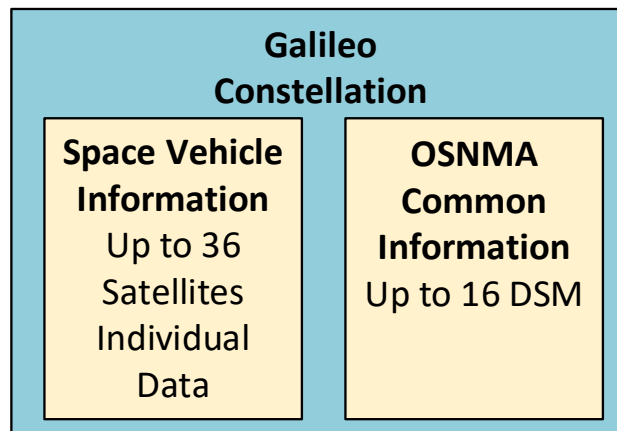 Galileo
Constellation
Space Vehicle
Information
Up to 36
Satellites
Individual
Data
OSNMA
Common
Information
Up to 16 DSM